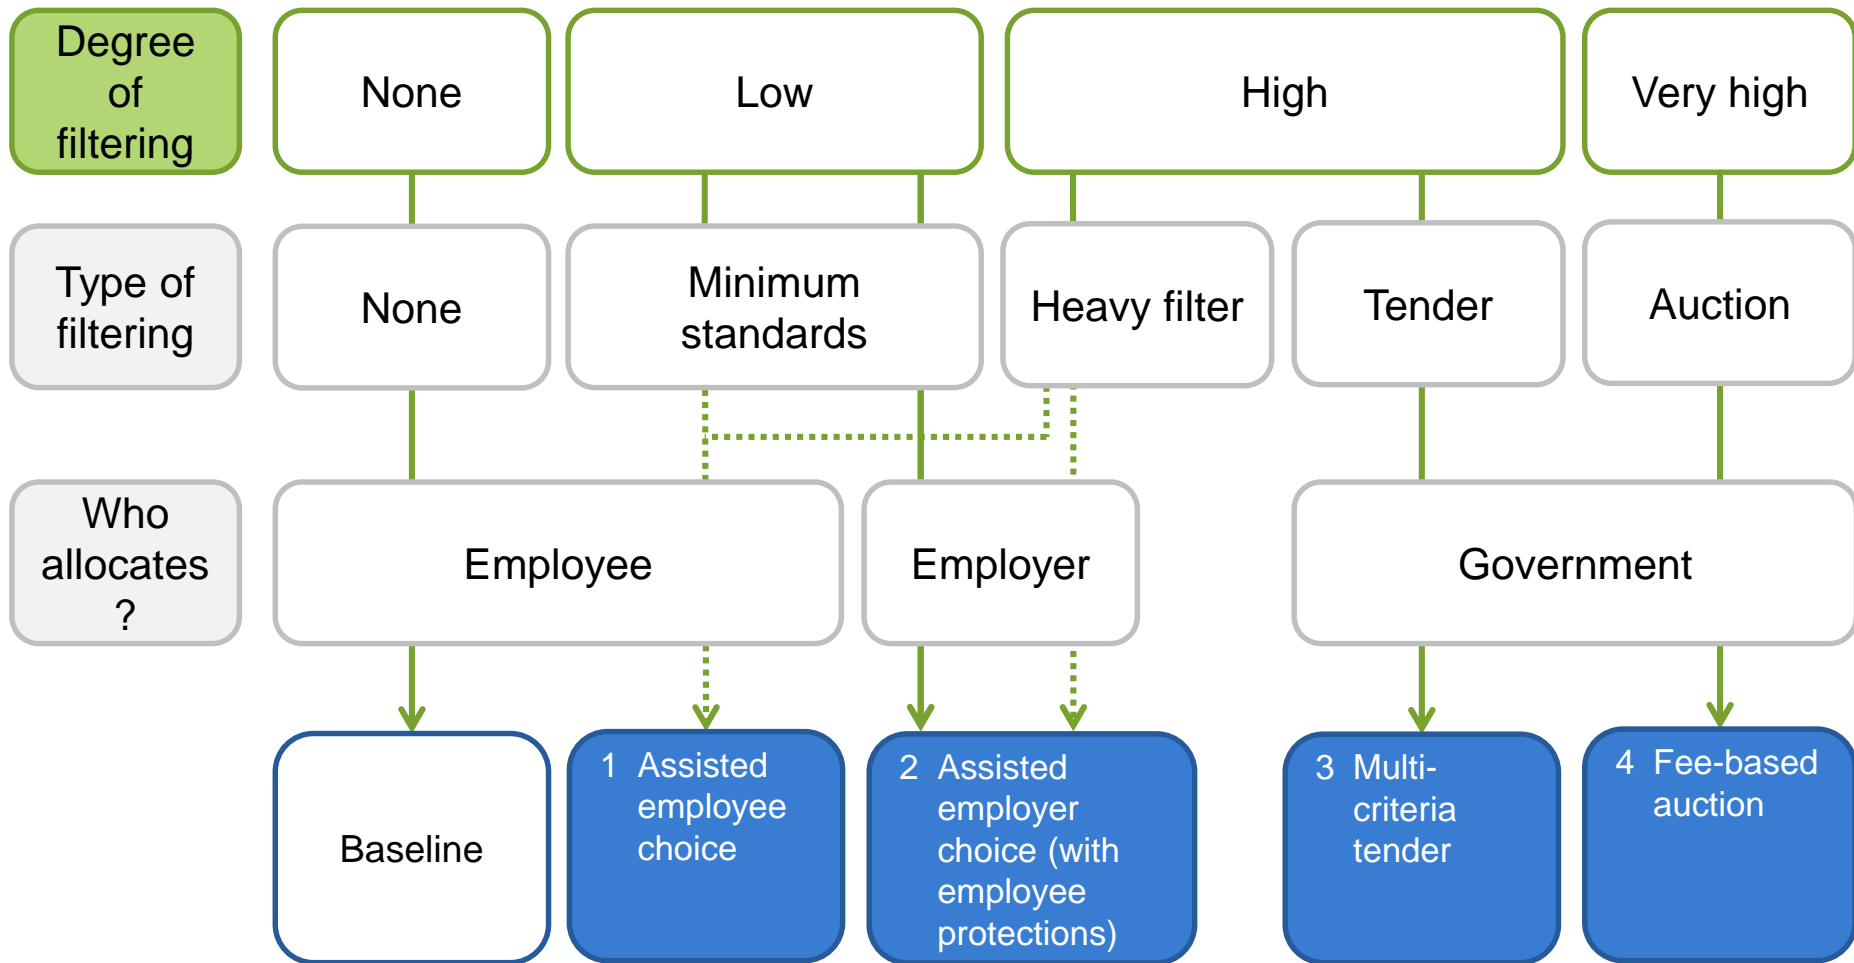 Degree
of
filtering
None
Low
High
Very high
Type of
filtering
None
Minimum
standards
Heavy filter
Tender
Auction
Who
allocates
?
Employee
Employer
Government
Baseline
1 Assisted
employee
choice
2 Assisted
employer
choice (with
employee
protections)
3 Multi-
criteria
tender
4 Fee-based
auction